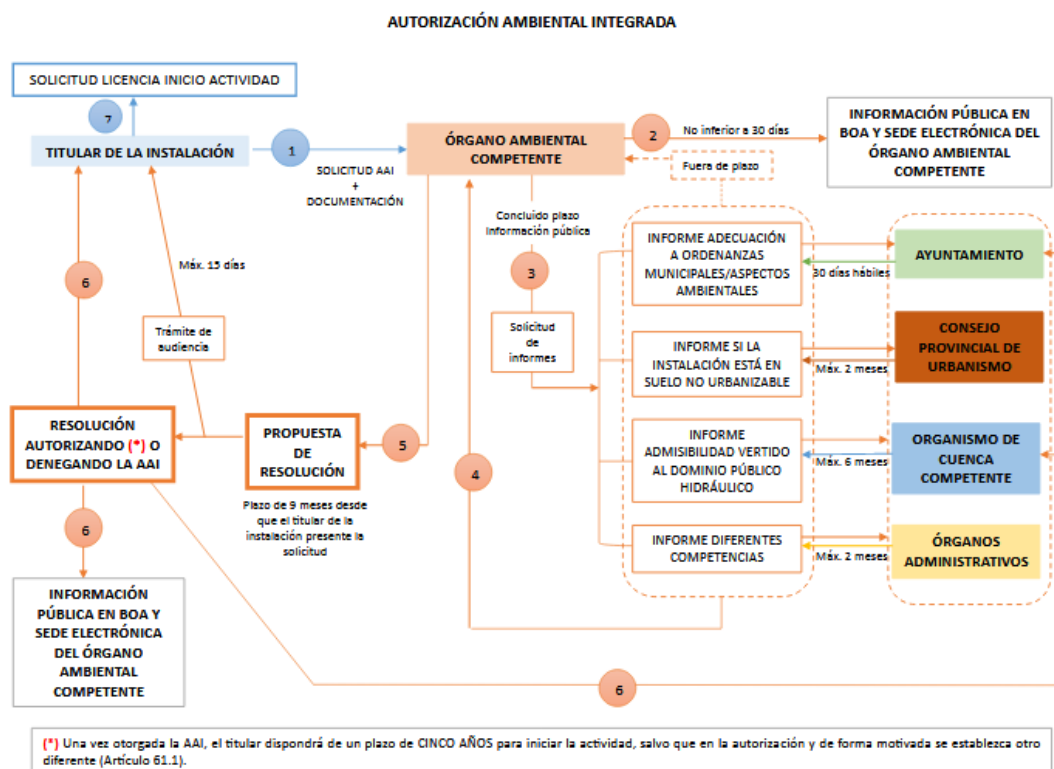 AUTORIZACIÓN AMBIENTAL INTEGRADA
SOLICITUD LICENCIA INICIO ACTIVIDAD
7
TITULAR DE LA INSTALACIÓN
1
SOLICITUD AAI
+
DOCUMENTACIÓN
ÓRGANO AMBIENTAL
COMPETENTE
2
No inferior a 30 días
INFORMACIÓN PÚBLICA EN
BOA Y SEDE ELECTRÓNICA DEL
ÓRGANO AMBIENTAL
COMPETENTE
Fuera de plazo
Concluido plazo
Información pública
3
Solicitud
de
informes
INFORME ADECUACIÓN
A ORDENANZAS
MUNICIPALES/ASPECTOS
AMBIENTALES
30 días hábiles
AYUNTAMIENTO
INFORME SI LA
INSTALACIÓN ESTÁ EN
SUELO NO URBANIZABLE
Máx. 2 meses
CONSEJO
PROVINCIAL DE
URBANISMO
INFORME
ADMISIBILIDAD VERTIDO
AL DOMINIO PÚBLICO
HIDRÁULICO
Máx. 6 meses
ORGANISMO DE
CUENCA
COMPETENTE
INFORME DIFERENTES
COMPETENCIAS
Máx. 2 meses
ÓRGANOS
ADMINISTRATIVOS
4
5
PROPUESTA
DE
RESOLUCIÓN
Plazo de 9 meses desde
que el titular de la
instalación presente la
solicitud
Máx. 15 días
Trámite de
audiencia
6
RESOLUCIÓN
AUTORIZANDO (*) O
DENEGANDO LA AAI
6
INFORMACIÓN
PÚBLICA EN BOA Y
SEDE ELECTRÓNICA
DEL ÓRGANO
AMBIENTAL
COMPETENTE
6
(*) Una vez otorgada la AAI, el titular dispondrá de un plazo de CINCO AÑOS para iniciar la actividad, salvo que en la autorización y de forma motivada se establezca otro
diferente (Artículo 61.1).